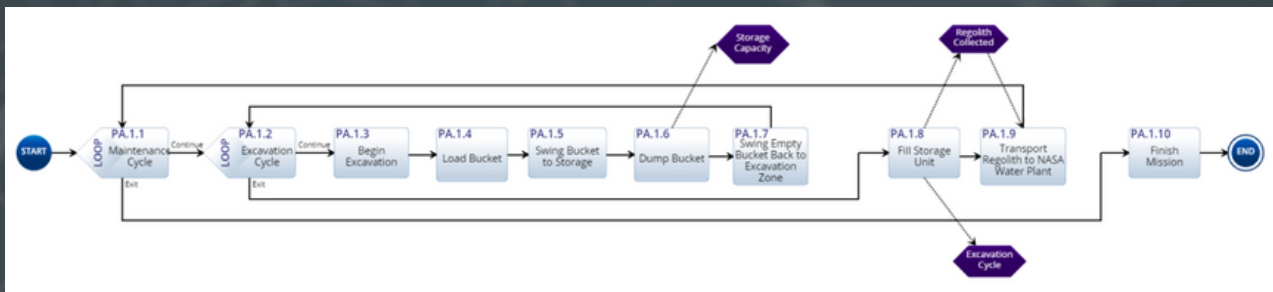 Storage
Capacity
Regolith
Collected
START
LOOP
PA.1.1
Maintenance
Cycle
Continue
Exit
LOOP
PA.1.2
Excavation
Cycle
Continue
Exit
PA.1.3
Begin
Excavation
PA.1.4
Load Bucket
PA.1.5
Swing Bucket
to Storage
PA.1.6
Dump Bucket
PA.1.7
Swing Empty
Bucket Back to
Excavation
Zone
PA.1.8
Fill Storage
Unit
PA.1.9
Transport
Regolith to NASA
Water Plant
PA.1.10
Finish
Mission
END
Excavation
Cycle